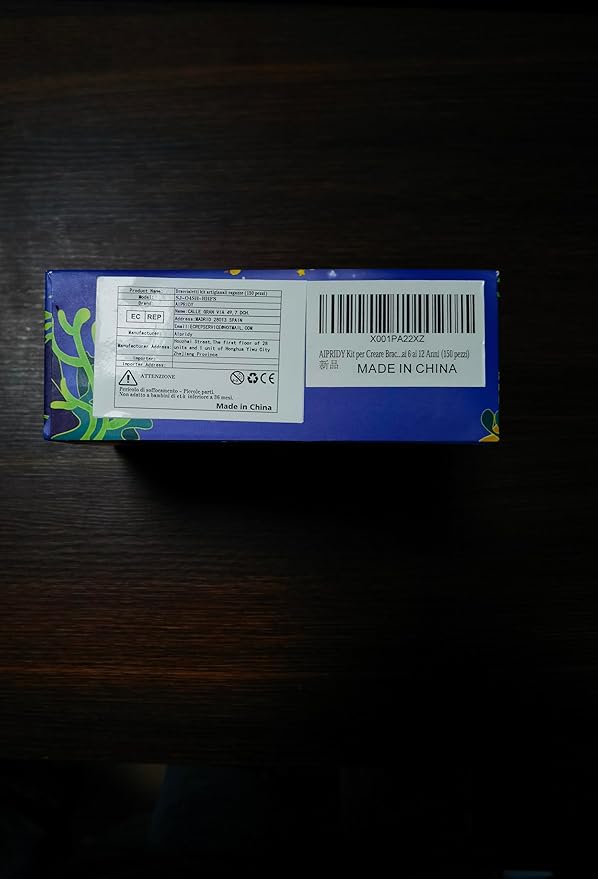 Product Name: Braccialetti kit artigianali ragazze (150 pezzi)
Model: SJ-O45H-HHFS
Brand: AIPRIDY
EC REP
Name:CALLE GRAN VIA 49,7 DCH.
Address:MADRID 28013 SPAIN
Email:ECREPSERVICE@HOTMAIL.COM
Manufacturer: Aipridy
Manufacturer Address: Houzhai Street,The first floor of 28
units and 1 unit of Honghua Yiwu City
Zhejiang Province
Importer:
Importer Address:
ATTENZIONE
CE
Pericolo di soffocamento - Piccole parti.
Non adatto a bambini di età inferiore a 36 mesi.
Made in China
X001PA22XZ
AIPRIDY Kit per Creare Brac...ai 6 ai 12 Anni (150 pezzi)
新品
MADE IN CHINA